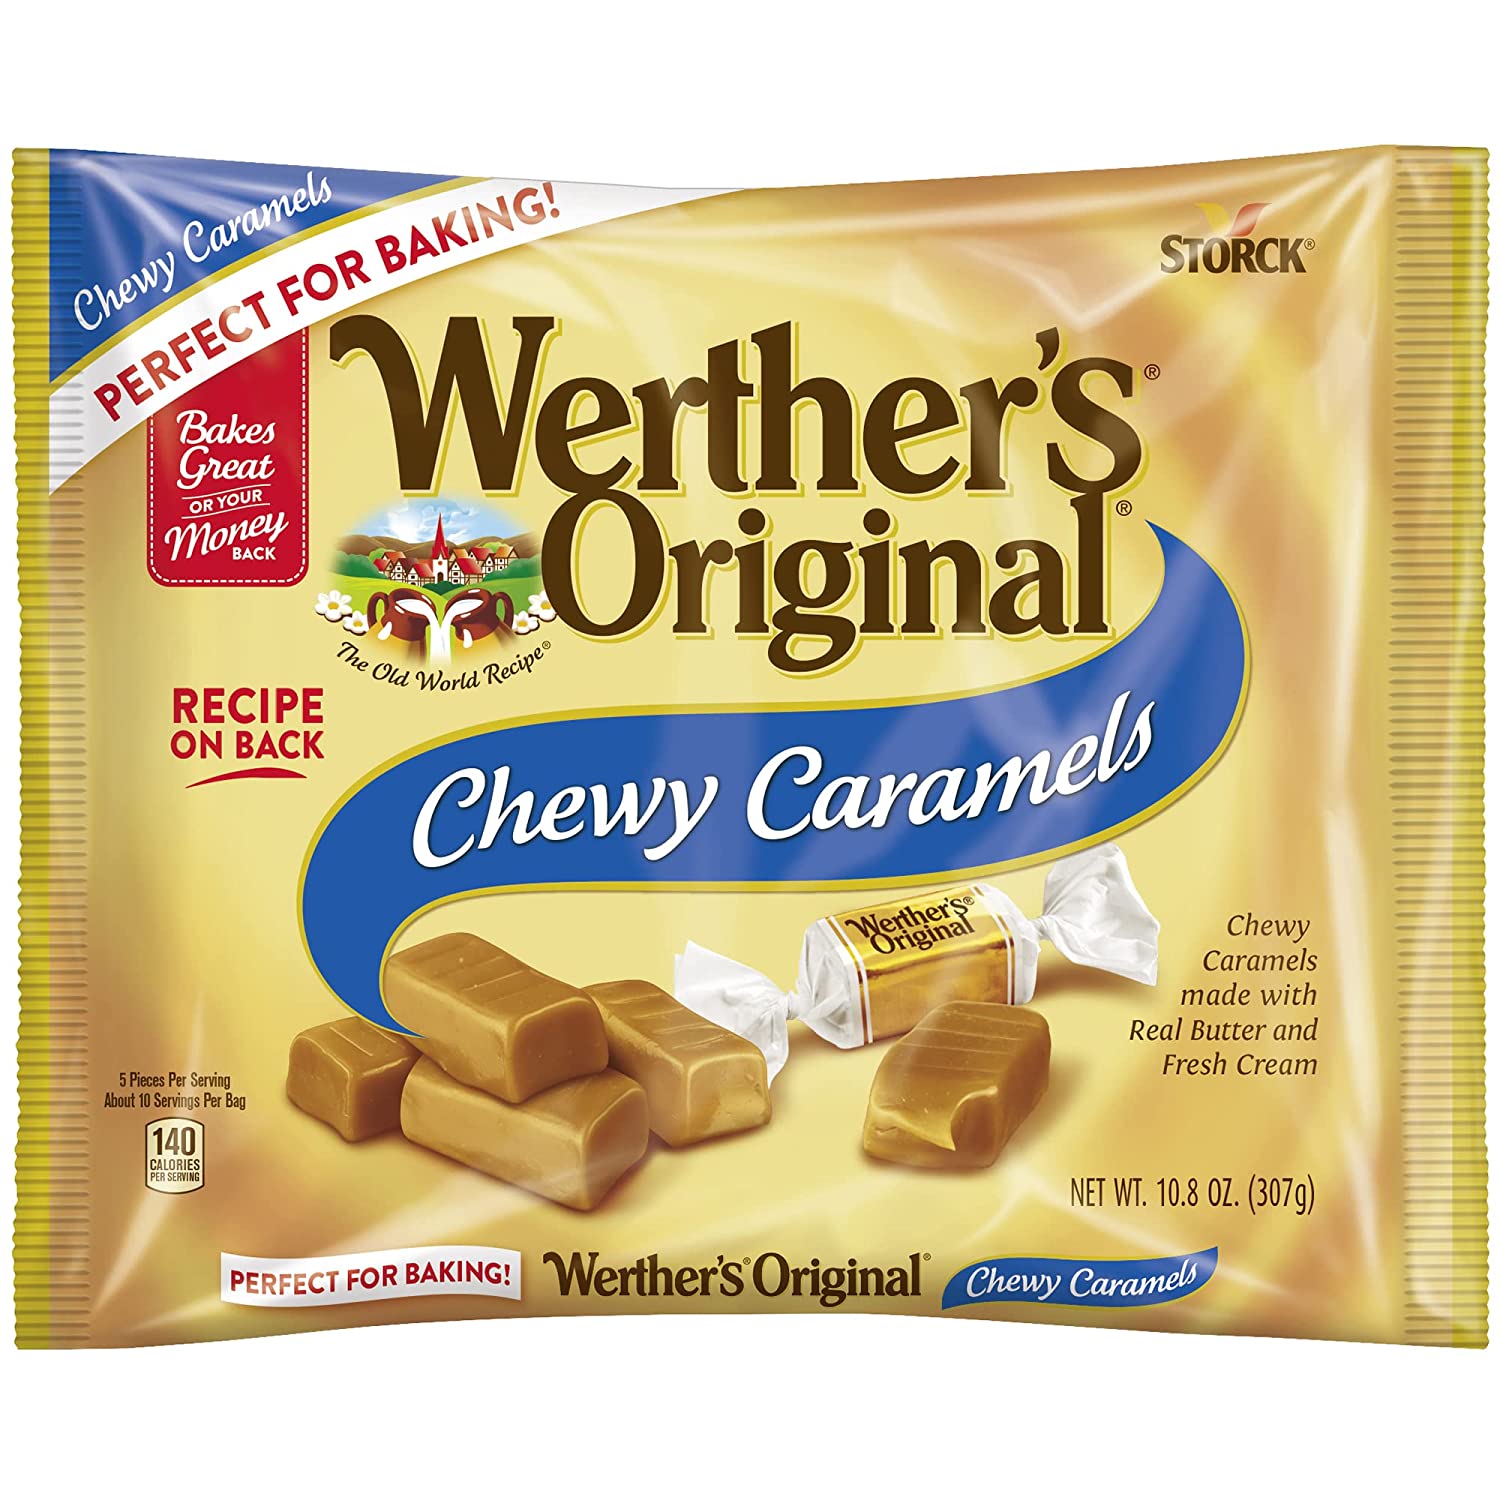 Chewy Caramels
PERFECT FOR BAKING!
STORCK®
Bakes
Great
OR YOUR
Money
BACK
Werther's®
Original®
The Old World Recipe®
RECIPE
ON BACK
Chewy Caramels
Werther's®
Original
Chewy
Caramels
made with
Real Butter and
Fresh Cream
5 Pieces Per Serving
About 10 Servings Per Bag
140
CALORIES
PER SERVING
NET WT. 10.8 OZ. (307g)
PERFECT FOR BAKING!
Werther's® Original®
Chewy Caramels